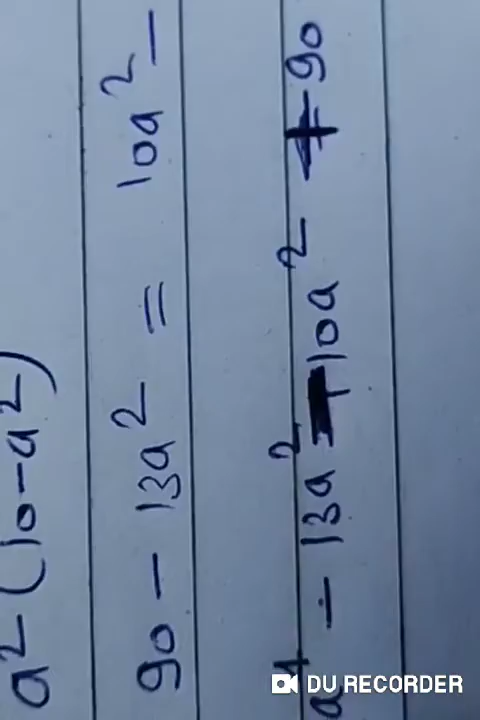 a² (10-a²)
90 - 13a² = 10a² -
a⁴ - 13a² - 10a² + 90
DU RECORDER